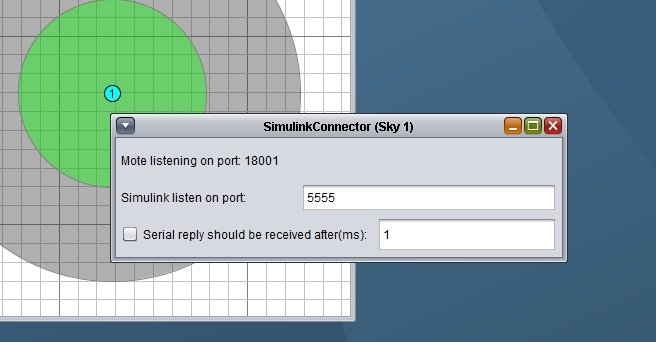 1
SimulinkConnector (Sky 1)
Mote listening on port: 18001
Simulink listen on port: 5555
Serial reply should be received after(ms): 1